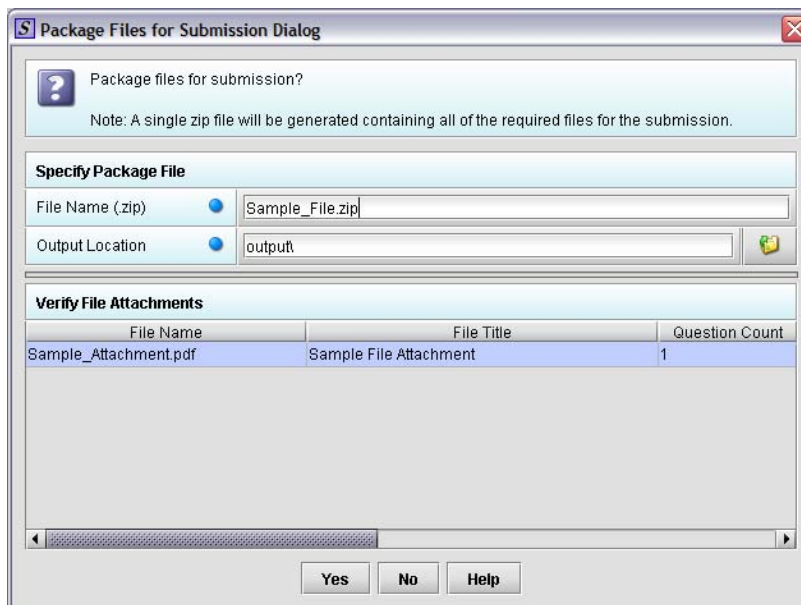 S Package Files for Submission Dialog
Package files for submission?
Note: A single zip file will be generated containing all of the required files for the submission.
Specify Package File
File Name (.zip) Sample_File.zip
Output Location output\
Verify File Attachments
File Name File Title Question Count
Sample_Attachment.pdf Sample File Attachment 1
Yes No Help